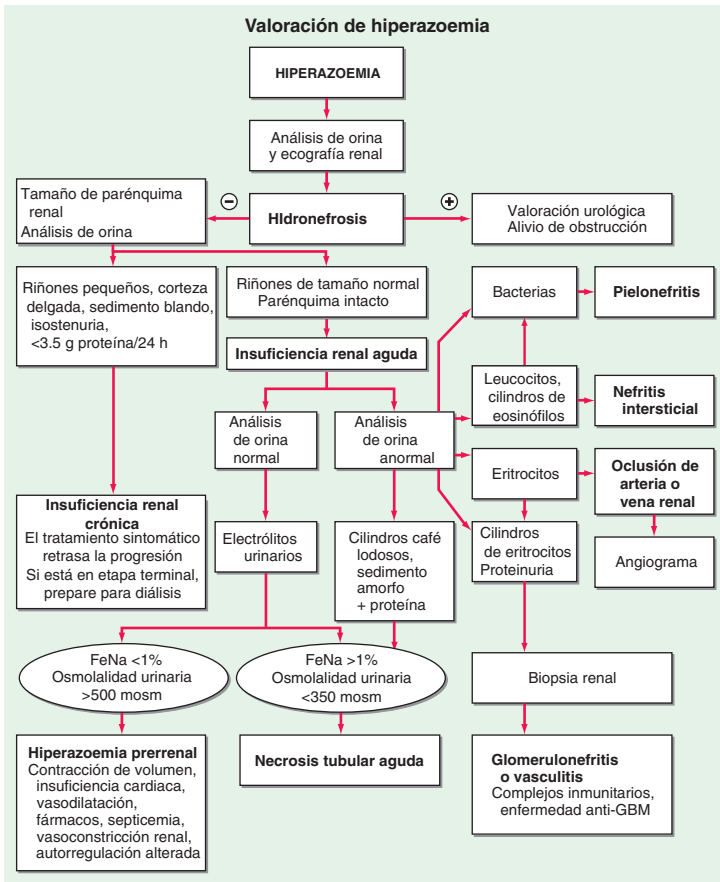 Valoración de hiperazoemia
HIPERAZOEMIA
Análisis de orina
y ecografía renal
Tamaño de parénquima
renal
Análisis de orina
−
HIdronefrosis
+
Valoración urológica
Alivio de obstrucción
Riñones pequeños, corteza
delgada, sedimento blando,
isostenuria,
<3.5 g proteína/24 h
Riñones de tamaño normal
Parénquima intacto
Bacterias
Pielonefritis
Insuficiencia renal aguda
Leucocitos,
cilindros de
eosinófilos
Nefritis
intersticial
Análisis
de orina
normal
Análisis
de orina
anormal
Eritrocitos
Oclusión de
arteria o
vena renal
Insuficiencia renal
crónica
El tratamiento sintomático
retrasa la progresión
Si está en etapa terminal,
prepare para diálisis
Electrólitos
urinarios
Cilindros café
lodosos,
sedimento
amorfo
+ proteína
Cilindros
de eritrocitos
Proteinuria
Angiograma
FeNa <1%
Osmolalidad urinaria
>500 mosm
FeNa >1%
Osmolalidad urinaria
<350 mosm
Biopsia renal
Hiperazoemia prerrenal
Contracción de volumen,
insuficiencia cardiaca,
vasodilatación,
fármacos, septicemia,
vasoconstricción renal,
autorregulación alterada
Necrosis tubular aguda
Glomerulonefritis
o vasculitis
Complejos inmunitarios,
enfermedad anti-GBM